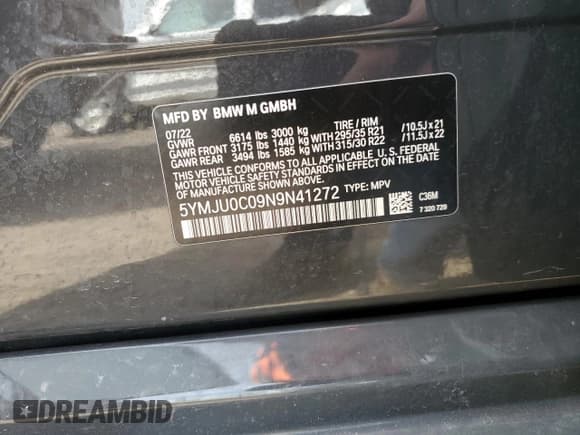 MFD BY BMW M GMBH
07/22 6614 lbs 3000 kg TIRE / RIM
GVWR
GAWR FRONT 3175 lbs 1440 kg WITH 295/35 R21 /10.5J x 21
GAWR REAR 3494 lbs 1585 kg WITH 315/30 R22 /11.5J x 22
THIS VEHICLE CONFORMS TO ALL APPLICABLE U. S. FEDERAL
MOTOR VEHICLE SAFETY STANDARDS IN EFFECT
ON THE DATE OF MANUFACTURE SHOWN ABOVE.
5YMJU0C09N9N41272 TYPE: MPV
C36M
7 320 729
DREAMBID